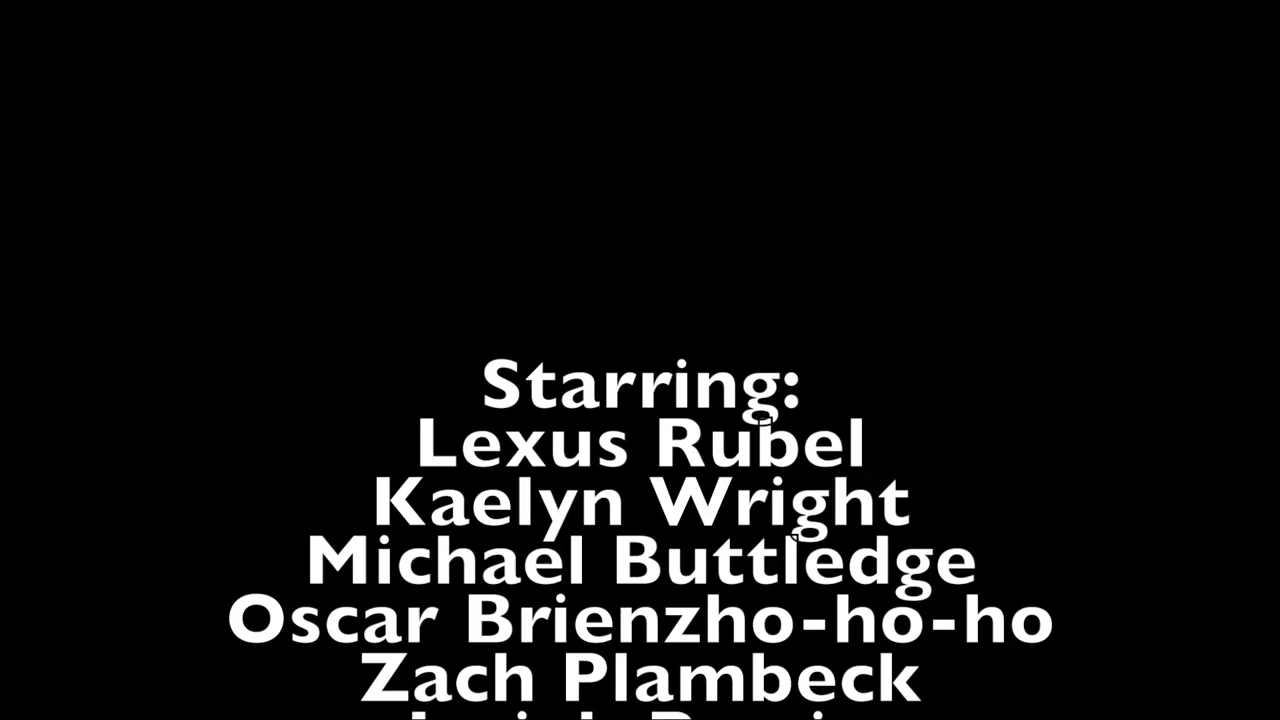 Starring:
Lexus Rubel
Kaelyn Wright
Michael Buttledge
Oscar Brienzho-ho-ho
Zach Plambeck